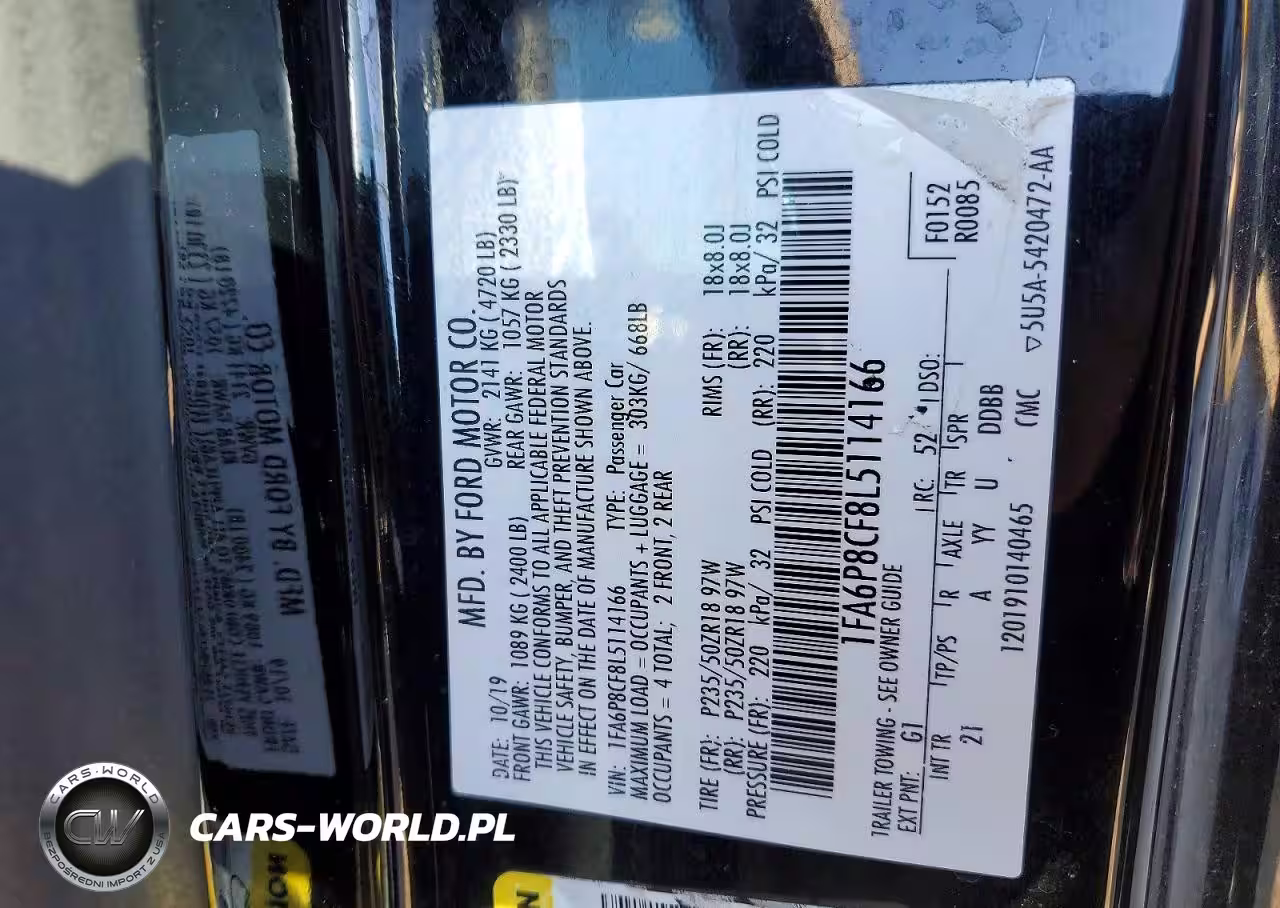 MFD. BY FORD MOTOR CO.
DATE: 10/19 GVWR: 2141 KG ( 4720 LB)
FRONT GAWR: 1089 KG ( 2400 LB) REAR GAWR: 1057 KG ( 2330 LB)
THIS VEHICLE CONFORMS TO ALL APPLICABLE FEDERAL MOTOR
VEHICLE SAFETY, BUMPER, AND THEFT PREVENTION STANDARDS
IN EFFECT ON THE DATE OF MANUFACTURE SHOWN ABOVE.
VIN: 1FA6P8CF8L5114166 TYPE: Passenger Car
MAXIMUM LOAD = OCCUPANTS + LUGGAGE = 303KG/ 668LB
OCCUPANTS = 4 TOTAL; 2 FRONT, 2 REAR
TIRE (FR): P235/50ZR18 97W RIMS (FR): 18x8.0J
(RR): P235/50ZR18 97W (RR): 18x8.0J
PRESSURE (FR): 220 kPa/ 32 PSI COLD (RR): 220 kPa/ 32 PSI COLD
1FA6P8CF8L5114166
TRAILER TOWING - SEE OWNER GUIDE
EXT PNT: G1 RC: 52 DSO: F0152
R0085
INT TR TP/PS R AXLE TR SPR
21 A YY U DDBB
1201910140465 CMC ▽5U5A-5420472-AA
CARS-WORLD
CW
BEZPOŚREDNI IMPORT Z USA
CARS-WORLD.PL